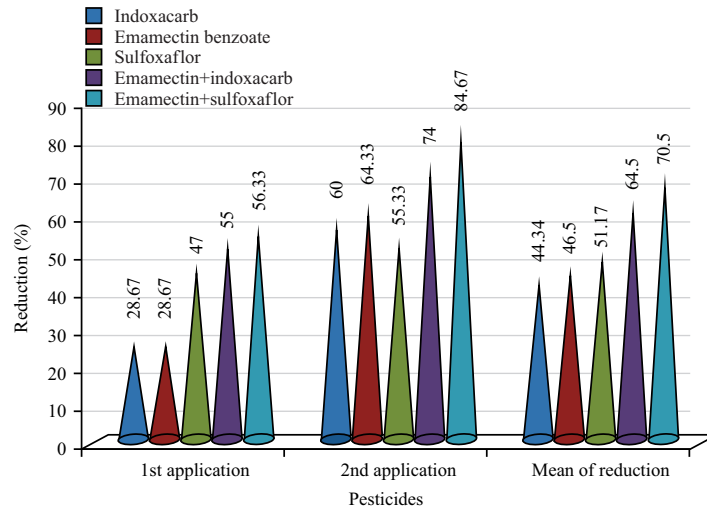 Indoxacarb
Emamectin benzoate
Sulfoxaflor
Emamectin+indoxacarb
Emamectin+sulfoxaflor
Reduction (%)
90
80
70
60
50
40
30
20
10
0
28.67
28.67
47
55
56.33
60
64.33
55.33
74
84.67
44.34
46.5
51.17
64.5
70.5
1st application
2nd application
Mean of reduction
Pesticides